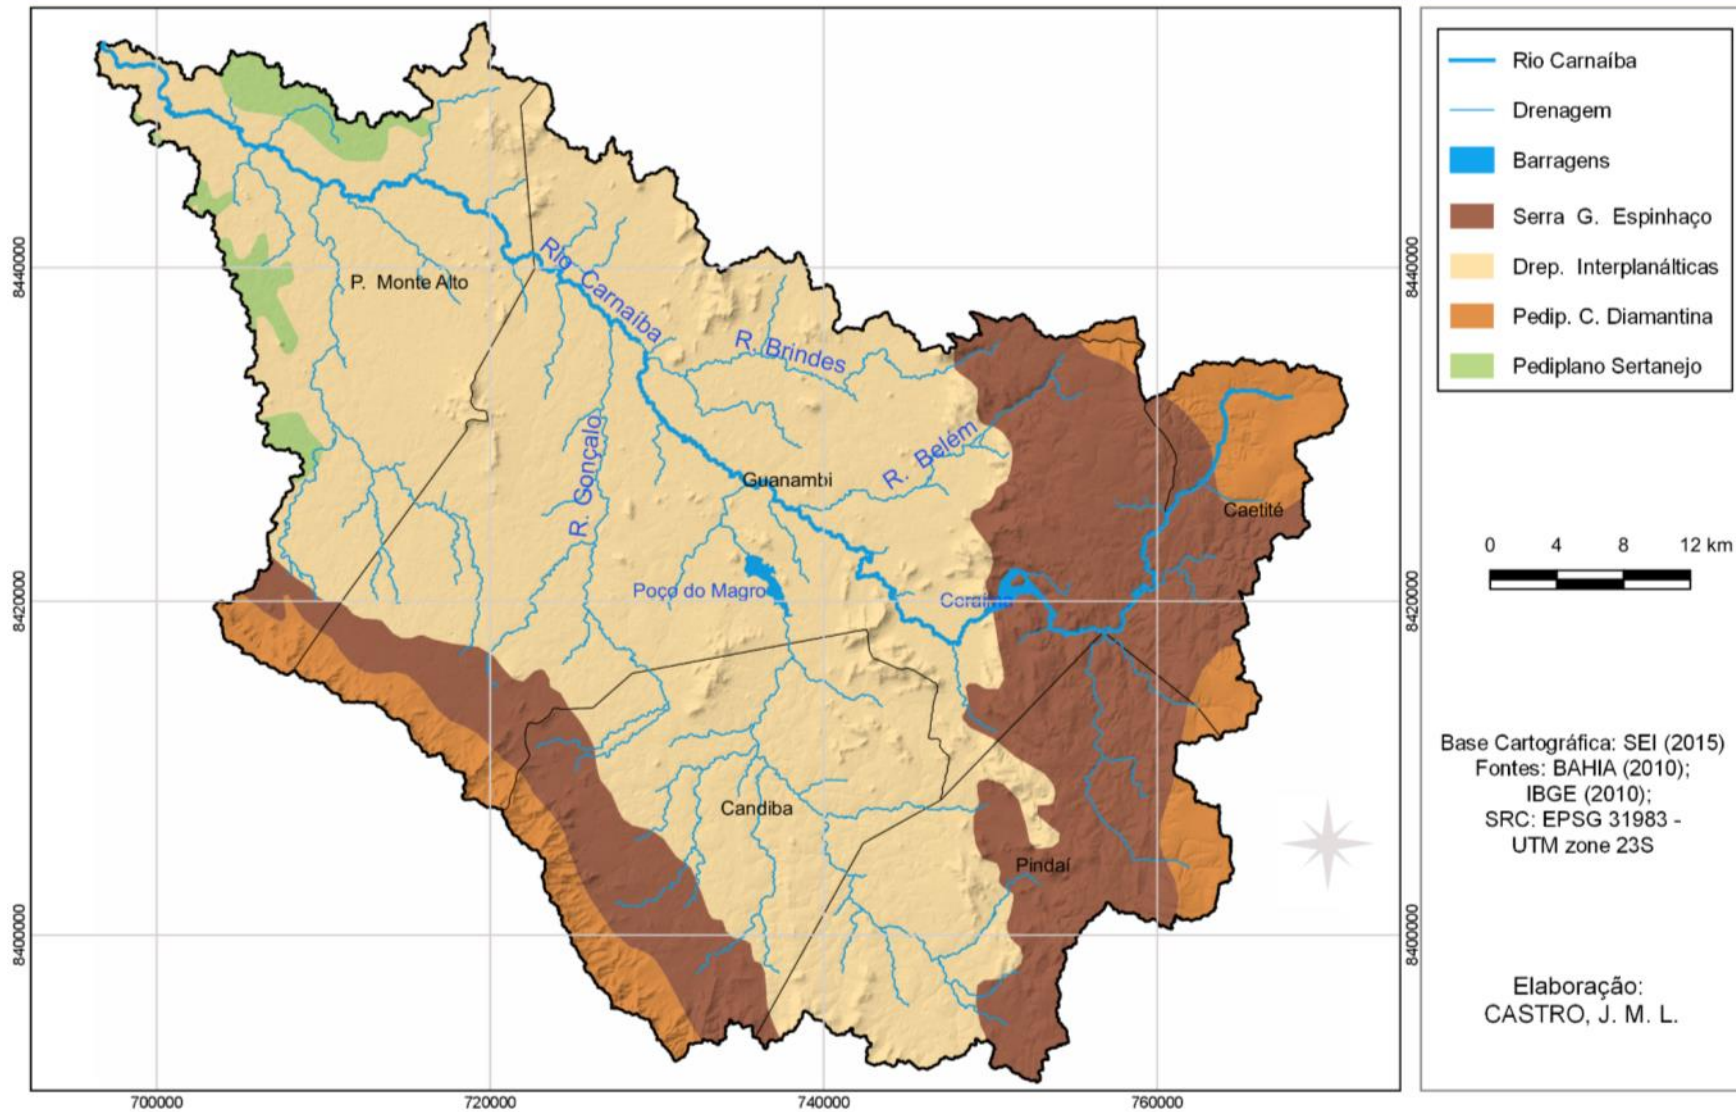 Rio Carnaíba
Drenagem
Barragens
Serra G. Espinhaço
Drep. Interplanálticas
Pedip. C. Diamantina
Pediplano Sertanejo
8440000
8440000
P. Monte Alto
Rio Carnaíba
R. Brindes
R. Gonçalo
Guanambi
R. Belém
Caetité
0 4 8 12 km
Poço do Magro
Ceraíma
8420000
8420000
Base Cartográfica: SEI (2015)
Fontes: BAHIA (2010);
IBGE (2010);
SRC: EPSG 31983 -
UTM zone 23S
Candiba
Pindaí
8400000
8400000
Elaboração:
CASTRO, J. M. L.
700000 720000 740000 760000